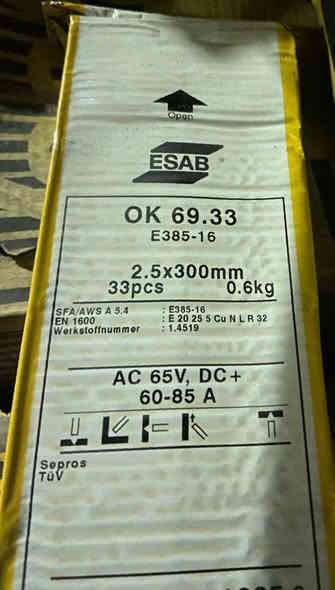 Open
ESAB
OK 69.33
E385-16
2.5x300mm
33pcs 0.6kg
SFA/AWS A 5.4 : E385-16
EN 1600 : E 20 25 5 Cu N L R 32
Werkstoffnummer : 1.4519
AC 65V, DC+
60-85 A
Sepros
TüV